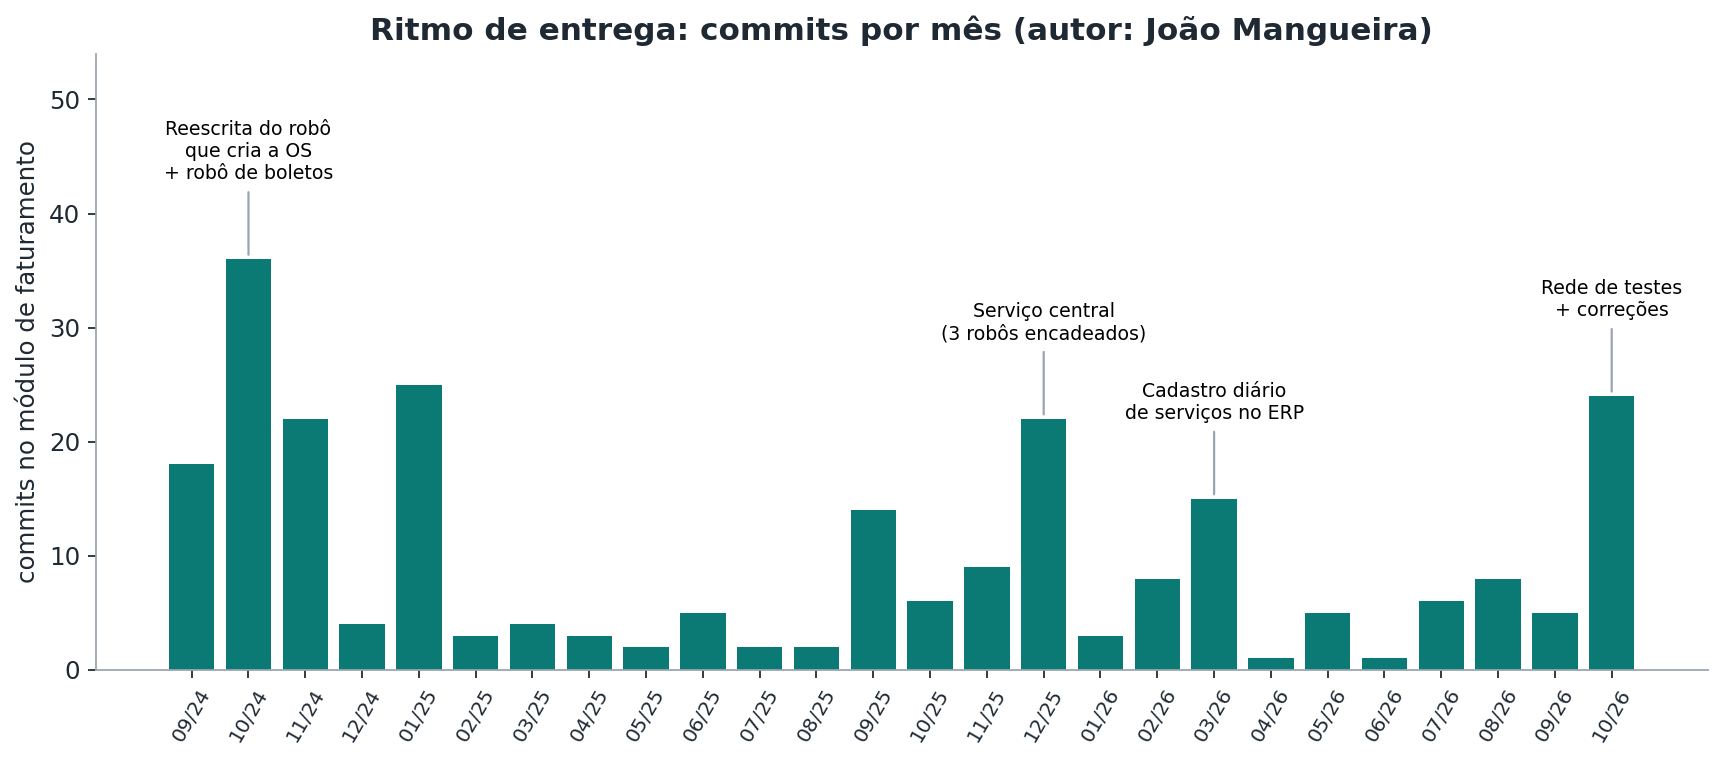 Ritmo de entrega: commits por mês (autor: João Mangueira)
commits no módulo de faturamento
50
40
30
20
10
0
Reescrita do robô
que cria a OS
+ robô de boletos
Serviço central
(3 robôs encadeados)
Cadastro diário
de serviços no ERP
Rede de testes
+ correções
09/24
10/24
11/24
12/24
01/25
02/25
03/25
04/25
05/25
06/25
07/25
08/25
09/25
10/25
11/25
12/25
01/26
02/26
03/26
04/26
05/26
06/26
07/26
08/26
09/26
10/26